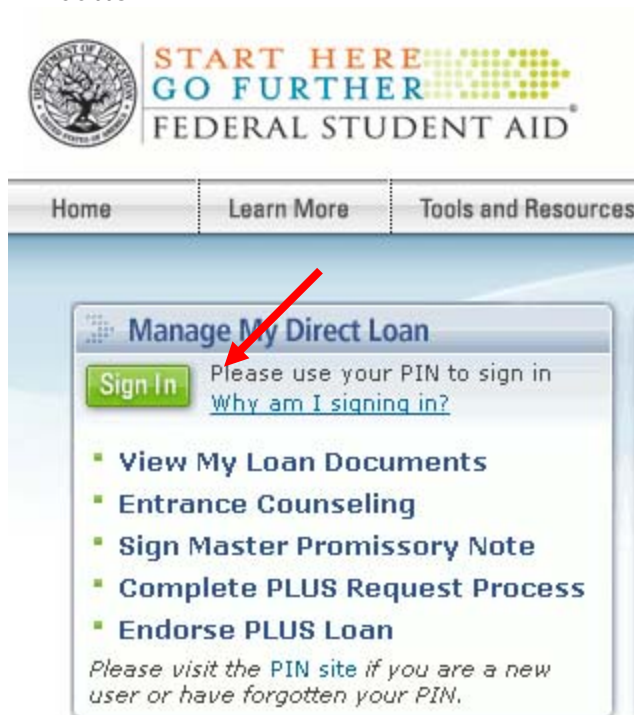 START HERE
GO FURTHER
FEDERAL STUDENT AID®
Home Learn More Tools and Resources
Manage My Direct Loan
Sign In
Please use your PIN to sign in
Why am I signing in?
View My Loan Documents
Entrance Counseling
Sign Master Promissory Note
Complete PLUS Request Process
Endorse PLUS Loan
Please visit the PIN site if you are a new
user or have forgotten your PIN.